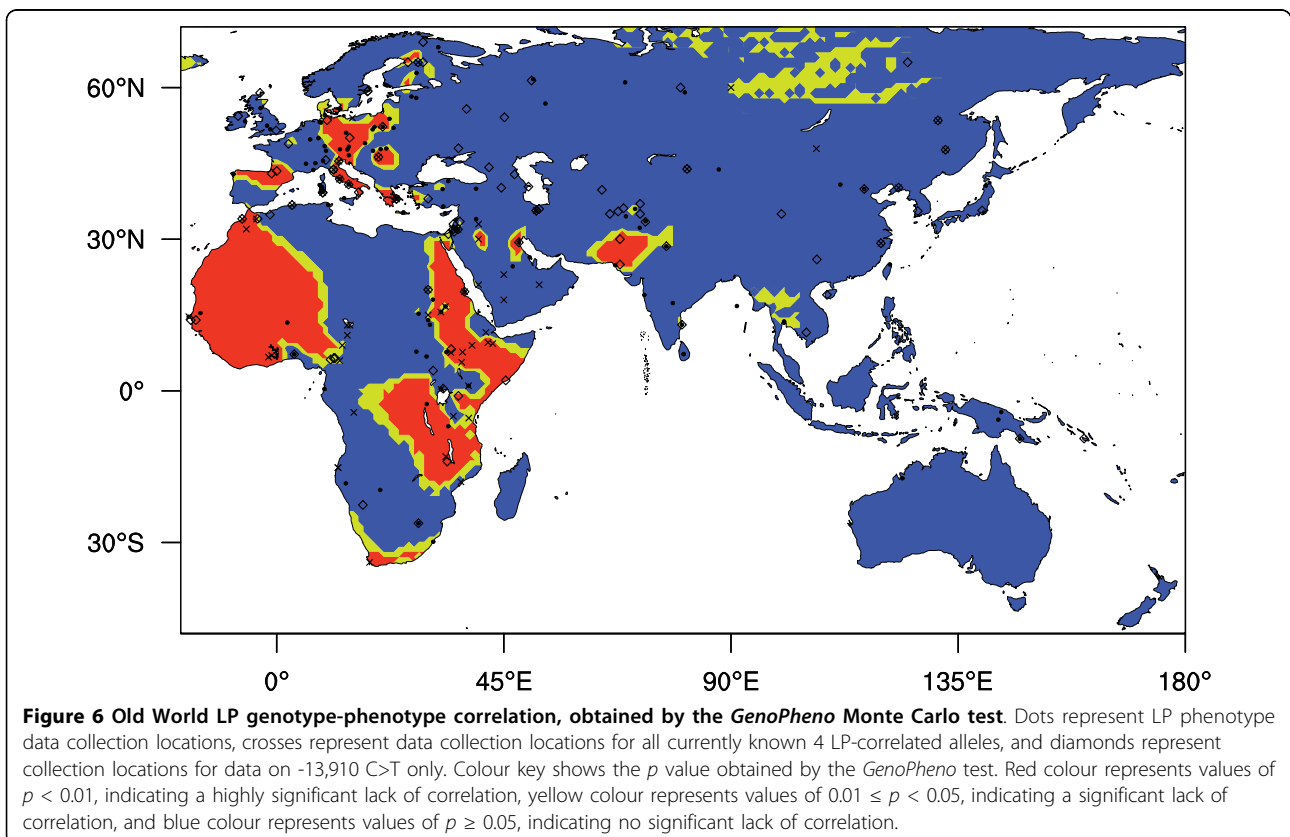 60°N
30°N
0°
30°S
0°
45°E
90°E
135°E
180°
Figure 6 Old World LP genotype-phenotype correlation, obtained by the GenoPheno Monte Carlo test. Dots represent LP phenotype
data collection locations, crosses represent data collection locations for all currently known 4 LP-correlated alleles, and diamonds represent
collection locations for data on -13,910 C>T only. Colour key shows the p value obtained by the GenoPheno test. Red colour represents values of
p < 0.01, indicating a highly significant lack of correlation, yellow colour represents values of 0.01 ≤ p < 0.05, indicating a significant lack of
correlation, and blue colour represents values of p ≥ 0.05, indicating no significant lack of correlation.